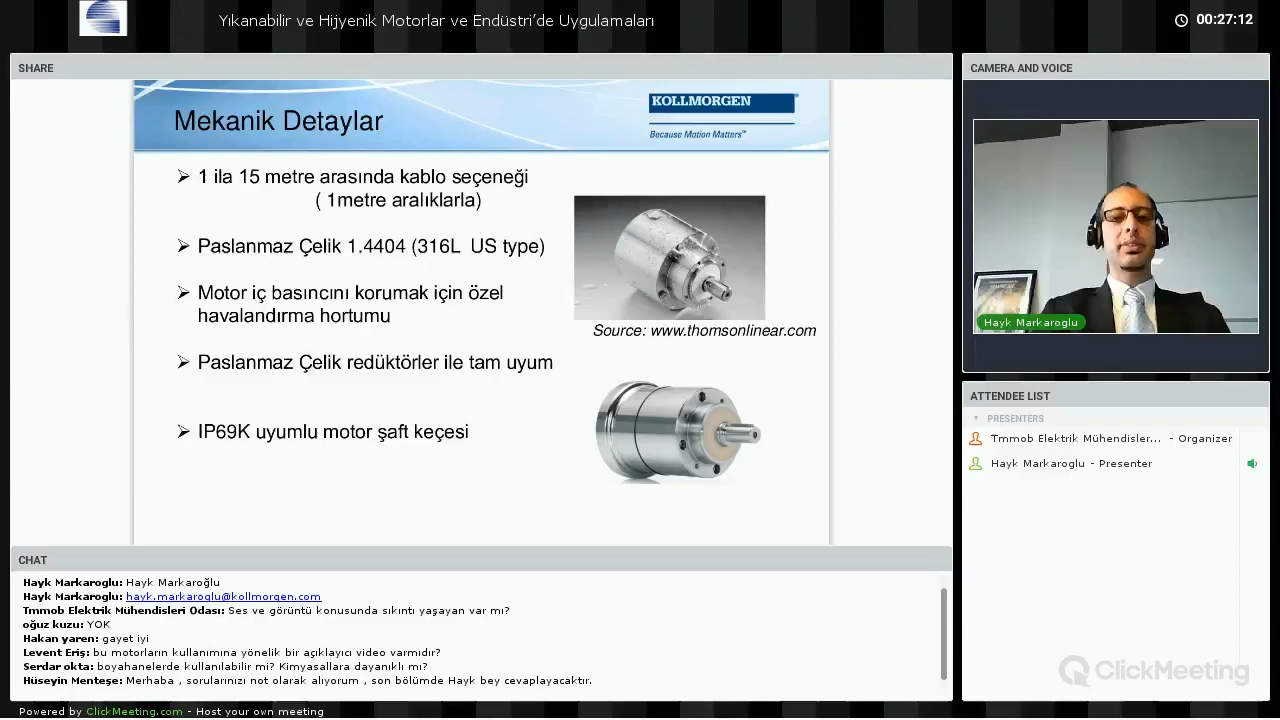 Yıkanabilir ve Hijyenik Motorlar ve Endüstri'de Uygulamaları
00:27:12
SHARE
Mekanik Detaylar
KOLLMORGEN
Because Motion Matters™
➢ 1 ila 15 metre arasında kablo seçeneği
( 1metre aralıklarla)
➢ Paslanmaz Çelik 1.4404 (316L US type)
➢ Motor iç basıncını korumak için özel
havalandırma hortumu
➢ Paslanmaz Çelik redüktörler ile tam uyum
➢ IP69K uyumlu motor şaft keçesi
Source: www.thomsonlinear.com
CAMERA AND VOICE
Hayk Markaroglu
ATTENDEE LIST
PRESENTERS
Tmmob Elektrik Mühendisler... - Organizer
Hayk Markaroglu - Presenter
CHAT
Hayk Markaroglu: Hayk Markaroğlu
Hayk Markaroglu: hayk.markaroglu@kollmorgen.com
Tmmob Elektrik Mühendisleri Odası: Ses ve görüntü konusunda sıkıntı yaşayan var mı?
oğuz kuzu: YOK
Hakan yaren: gayet iyi
Levent Eriş: bu motorların kullanımına yönelik bir açıklayıcı video varmıdır?
Serdar okta: boyahanelerde kullanılabilir mi? Kimyasallara dayanıklı mı?
Hüseyin Menteşe: Merhaba , sorularınızı not olarak alıyorum , son bölümde Hayk bey cevaplayacaktır.
ClickMeeting
Powered by ClickMeeting.com - Host your own meeting